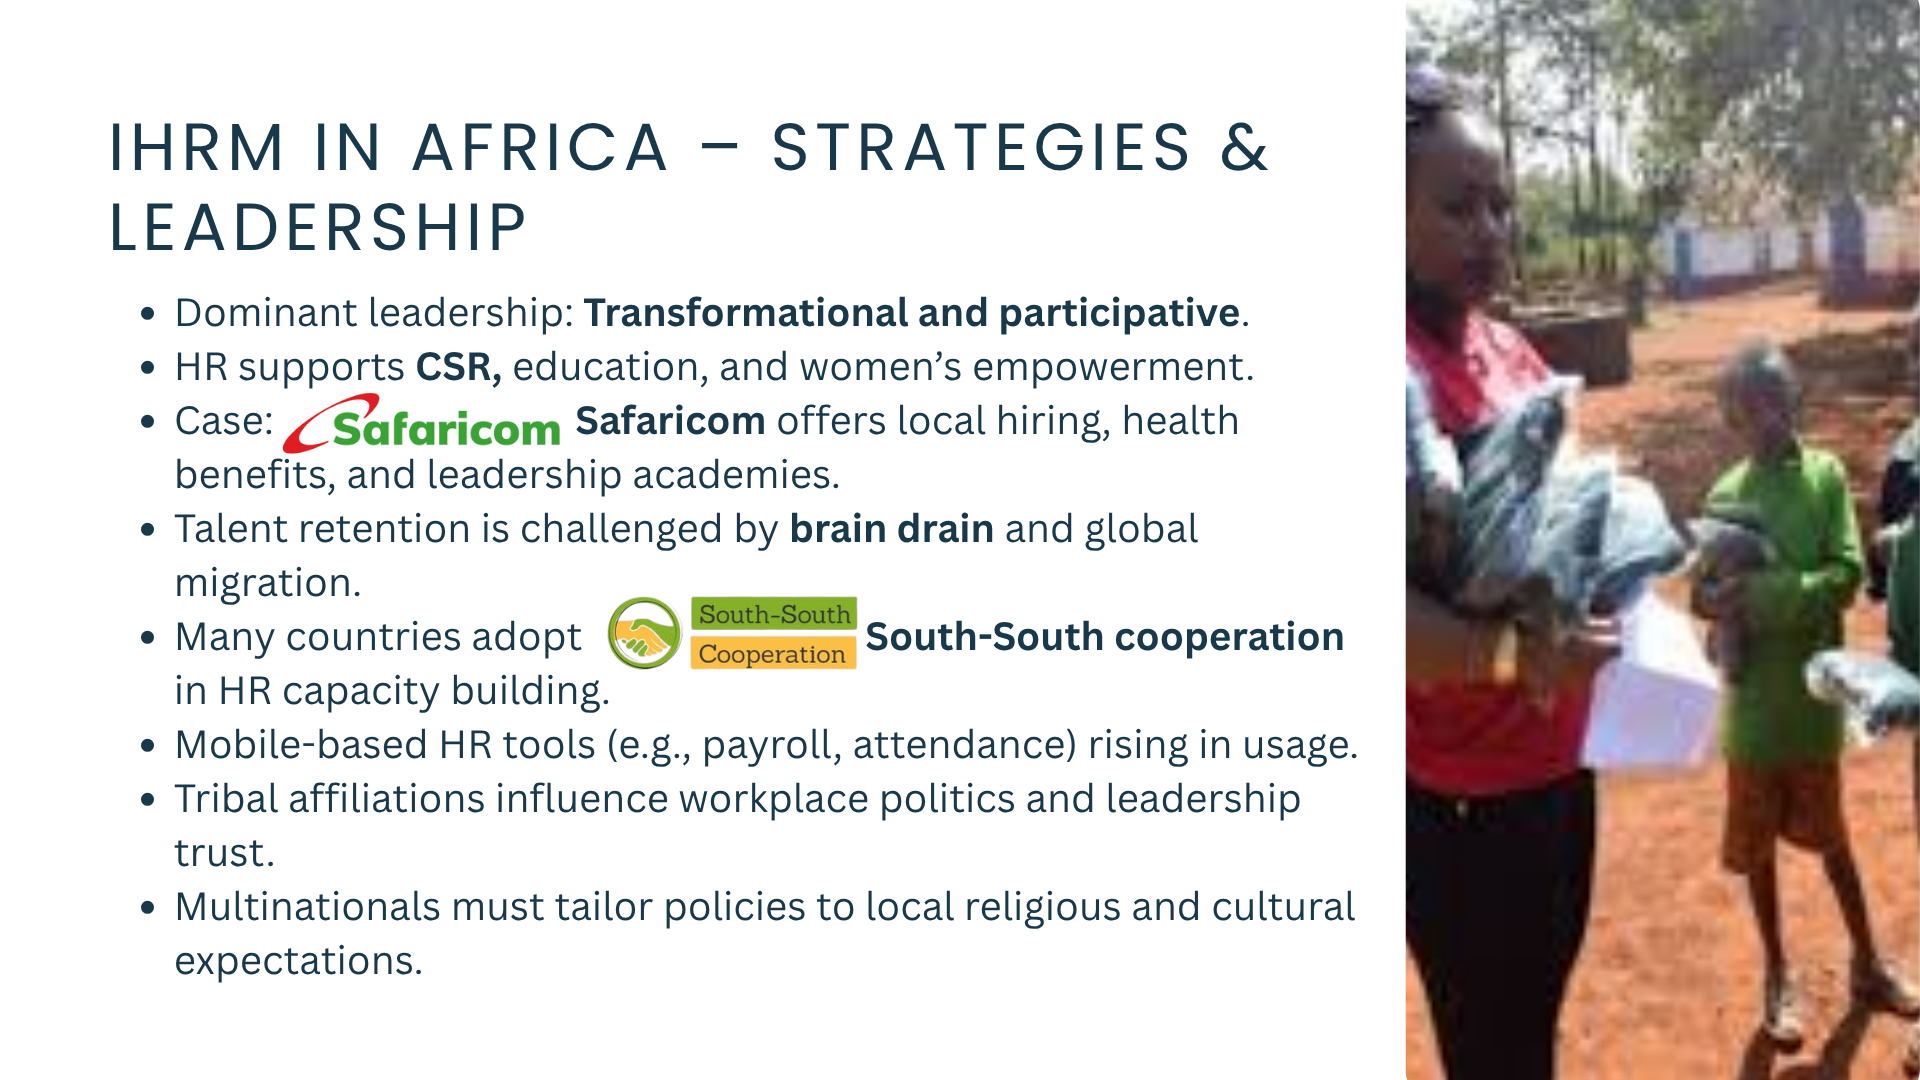 IHRM IN AFRICA – STRATEGIES &
LEADERSHIP
• Dominant leadership: Transformational and participative.
• HR supports CSR, education, and women’s empowerment.
• Case: Safaricom Safaricom offers local hiring, health
benefits, and leadership academies.
• Talent retention is challenged by brain drain and global
migration.
• Many countries adopt South-South Cooperation South-South cooperation
in HR capacity building.
• Mobile-based HR tools (e.g., payroll, attendance) rising in usage.
• Tribal affiliations influence workplace politics and leadership
trust.
• Multinationals must tailor policies to local religious and cultural
expectations.